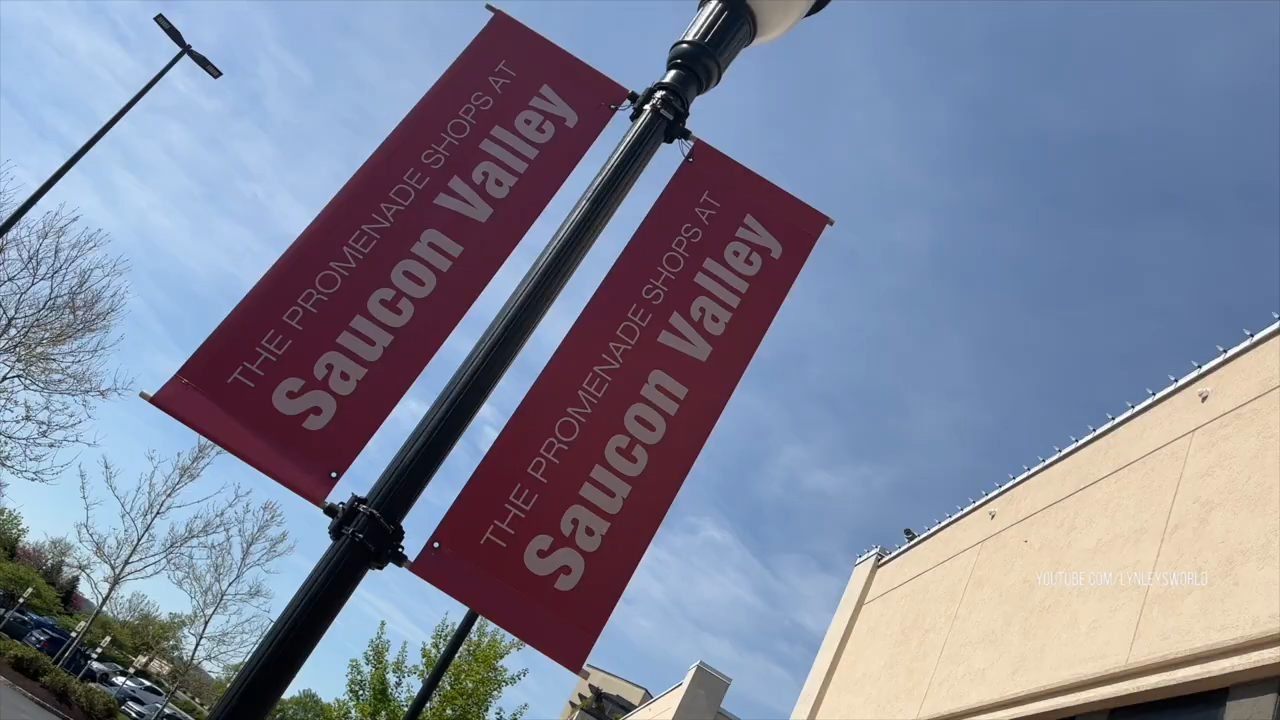 THE PROMENADE SHOPS AT
Saucon Valley
THE PROMENADE SHOPS AT
Saucon Valley
YOUTUBE.COM/LYNLEYSWORLD